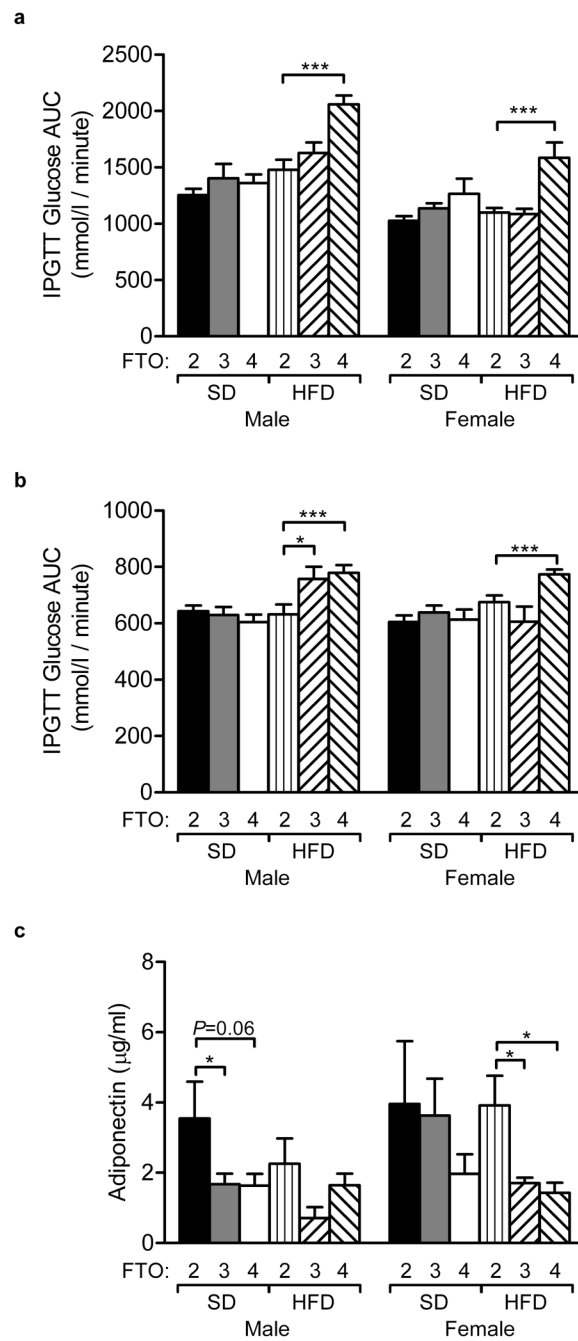 a
IPGTT Glucose AUC
(mmol/l / minute)
2500
2000
1500
1000
500
0
***
***
FTO: 2 3 4 2 3 4 2 3 4 2 3 4
SD HFD SD HFD
Male Female
b
IPGTT Glucose AUC
(mmol/l / minute)
1000
800
600
400
200
0
***
*
***
FTO: 2 3 4 2 3 4 2 3 4 2 3 4
SD HFD SD HFD
Male Female
c
Adiponectin (µg/ml)
8
6
4
2
0
P=0.06
*
*
*
FTO: 2 3 4 2 3 4 2 3 4 2 3 4
SD HFD SD HFD
Male Female